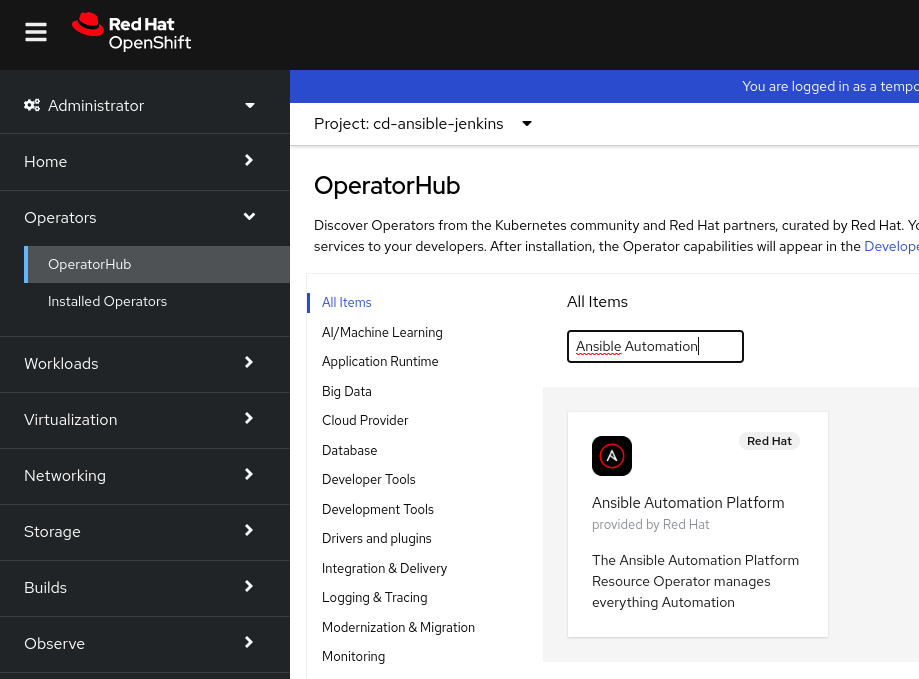 Red Hat
OpenShift
Administrator
Home
Operators
OperatorHub
Installed Operators
Workloads
Virtualization
Networking
Storage
Builds
Observe
You are logged in as a tempo
Project: cd-ansible-jenkins
OperatorHub
Discover Operators from the Kubernetes community and Red Hat partners, curated by Red Hat. Yo
services to your developers. After installation, the Operator capabilities will appear in the Develope
All Items
AI/Machine Learning
Application Runtime
Big Data
Cloud Provider
Database
Developer Tools
Development Tools
Drivers and plugins
Integration & Delivery
Logging & Tracing
Modernization & Migration
Monitoring
All Items
Ansible Automation
Red Hat
Ansible Automation Platform
provided by Red Hat
The Ansible Automation Platform
Resource Operator manages
everything Automation